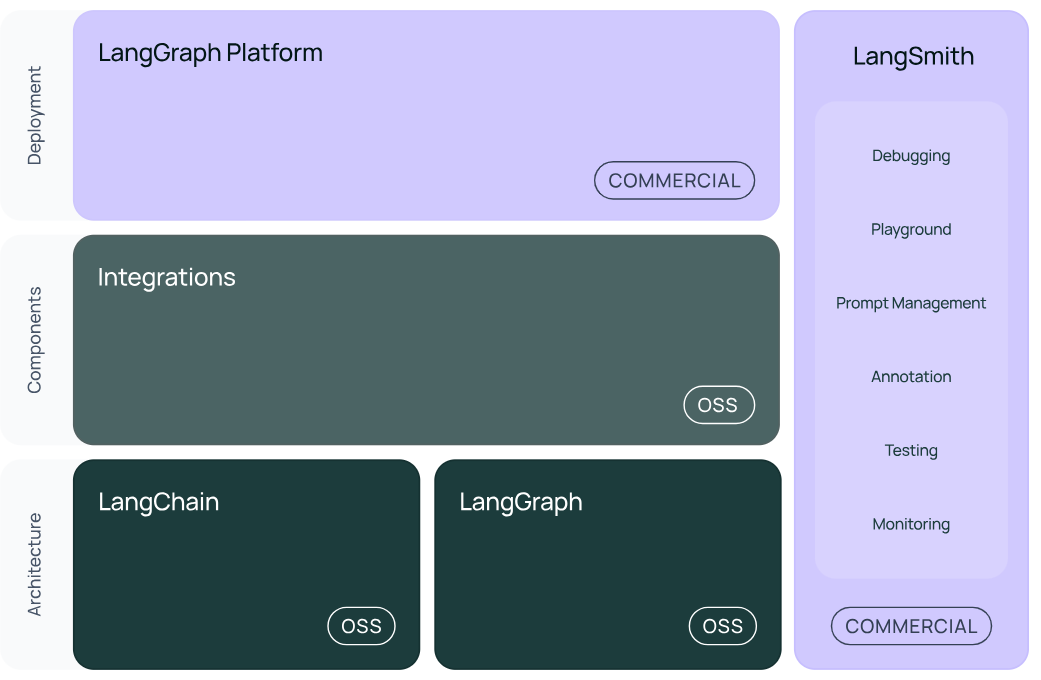 Deployment
LangGraph Platform
COMMERCIAL
Components
Integrations
OSS
Architecture
LangChain
OSS
LangGraph
OSS
LangSmith
Debugging
Playground
Prompt Management
Annotation
Testing
Monitoring
COMMERCIAL